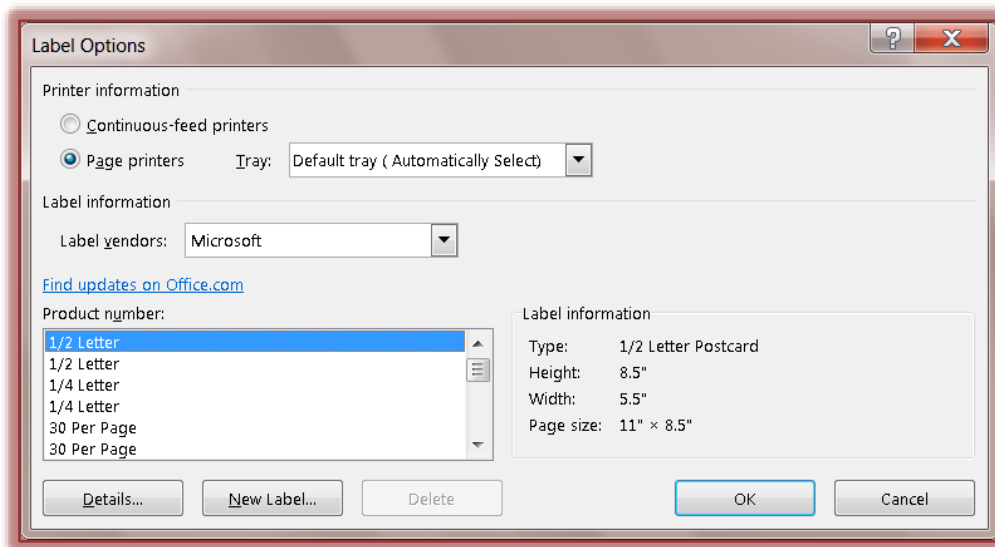 Label Options
Printer information
Continuous-feed printers
Page printers Tray: Default tray ( Automatically Select)
Label information
Label vendors: Microsoft
Find updates on Office.com
Product number:
1/2 Letter
1/2 Letter
1/4 Letter
1/4 Letter
30 Per Page
30 Per Page
Label information
Type: 1/2 Letter Postcard
Height: 8.5"
Width: 5.5"
Page size: 11" × 8.5"
Details... New Label... Delete OK Cancel